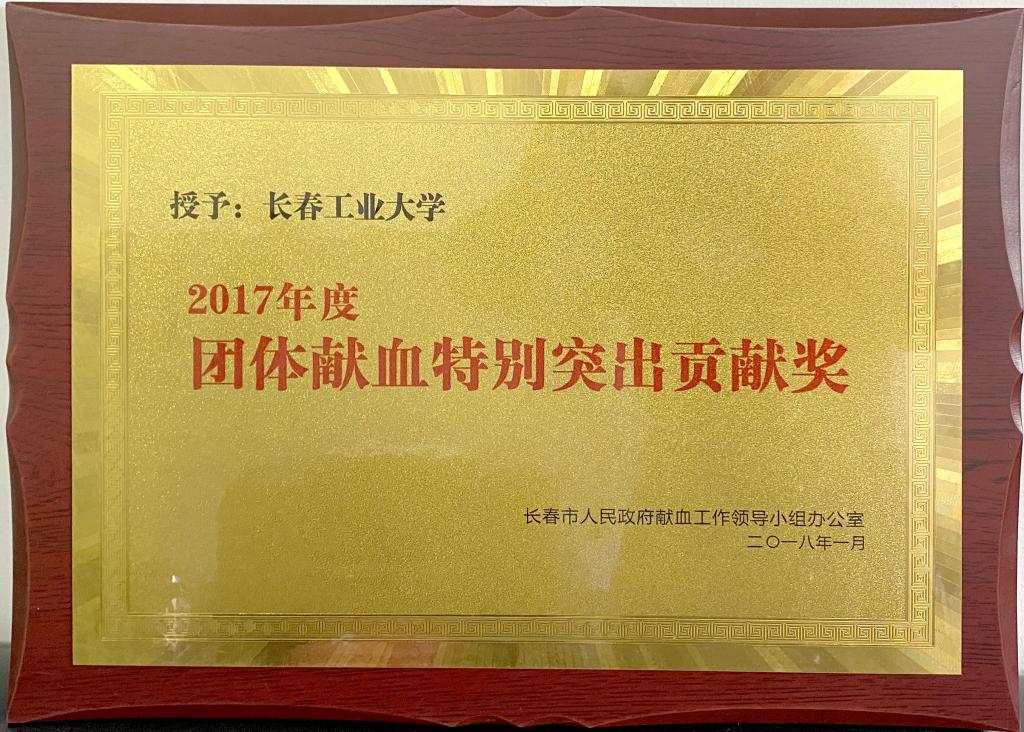 授予：长春工业大学
2017年度
团体献血特别突出贡献奖
长春市人民政府献血工作领导小组办公室
二〇一八年一月